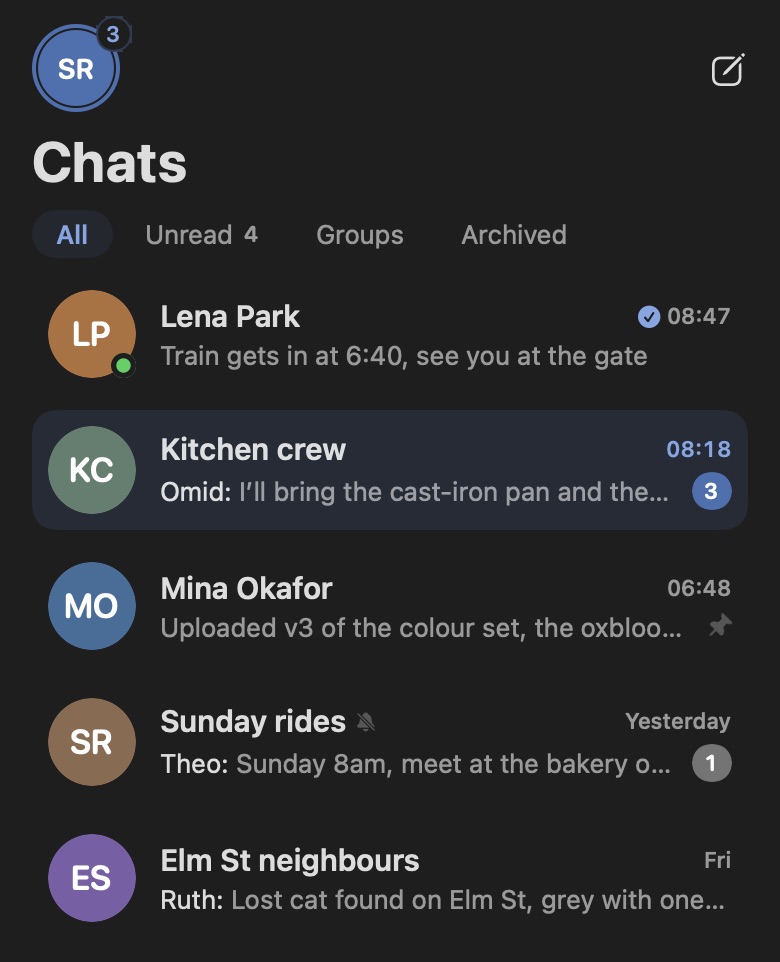 3
SR
Chats
All Unread 4 Groups Archived
LP Lena Park 08:47
Train gets in at 6:40, see you at the gate
KC Kitchen crew 08:18
Omid: I’ll bring the cast-iron pan and the... 3
MO Mina Okafor 06:48
Uploaded v3 of the colour set, the oxbloo...
SR Sunday rides Yesterday
Theo: Sunday 8am, meet at the bakery o... 1
ES Elm St neighbours Fri
Ruth: Lost cat found on Elm St, grey with one...